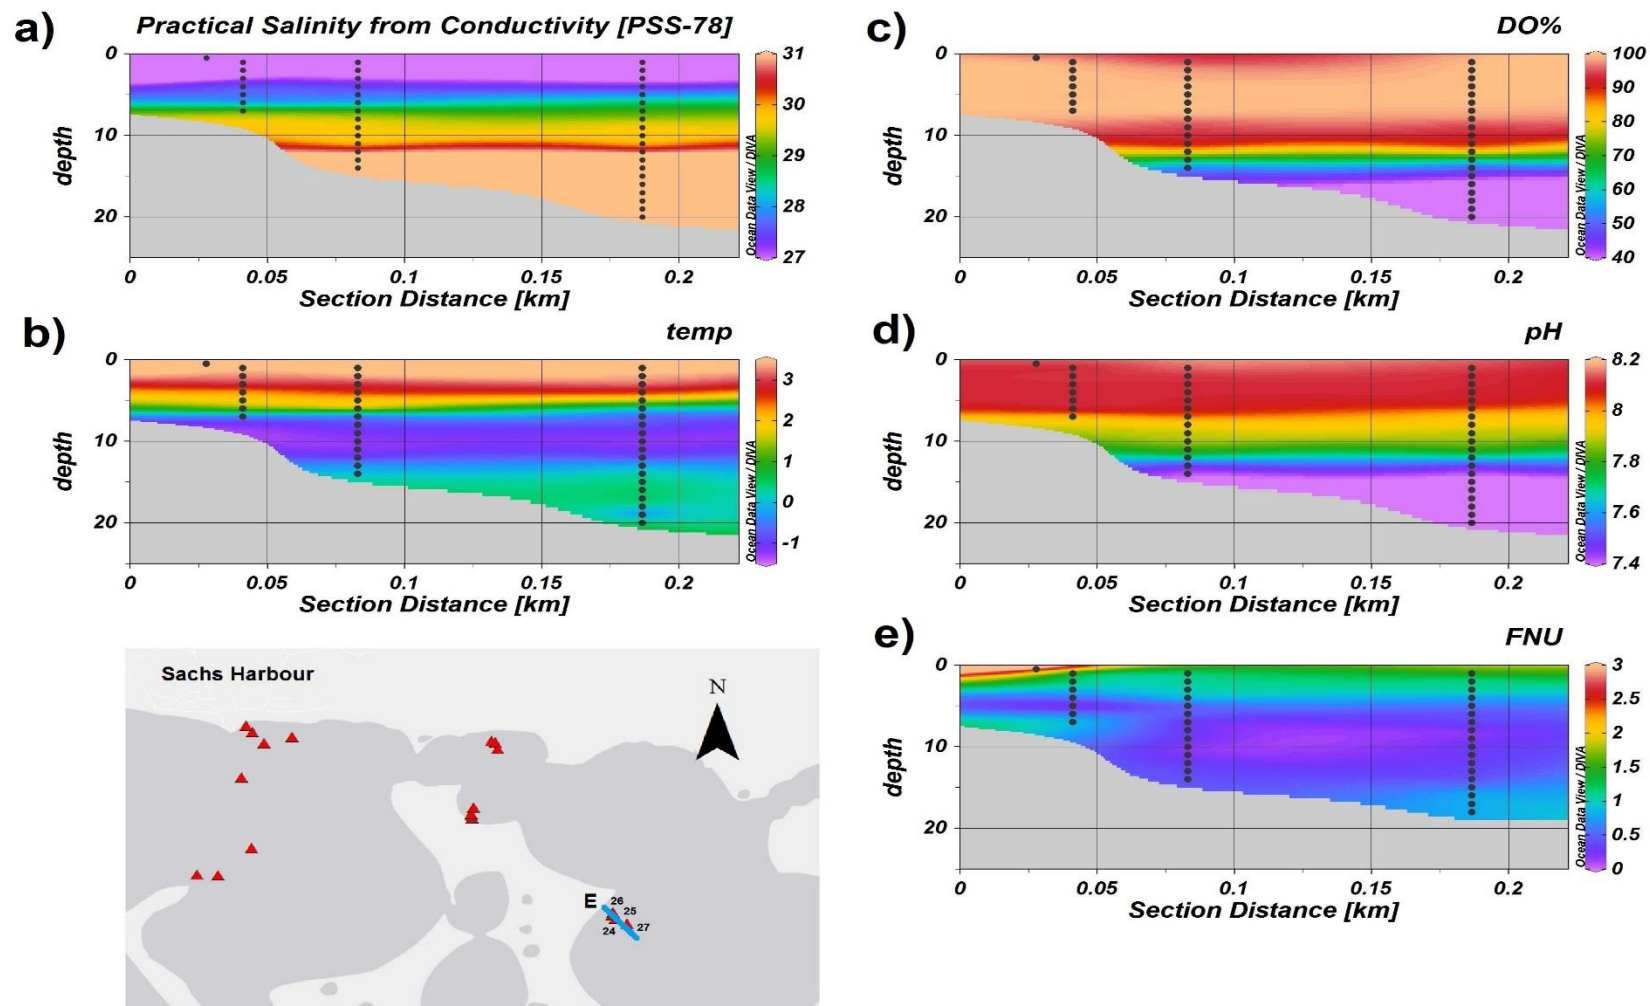 a)
Practical Salinity from Conductivity [PSS-78]
0
10
20
depth
31
30
29
28
27
Ocean Data View / DIVA
0
0.05
0.1
0.15
0.2
Section Distance [km]
b)
temp
0
10
20
depth
3
2
1
0
-1
Ocean Data View / DIVA
0
0.05
0.1
0.15
0.2
Section Distance [km]
Sachs Harbour
N
E
26
25
24
27
c)
DO%
0
10
20
depth
100
90
80
70
60
50
40
Ocean Data View / DIVA
0
0.05
0.1
0.15
0.2
Section Distance [km]
d)
pH
0
10
20
depth
8.2
8
7.8
7.6
7.4
Ocean Data View / DIVA
0
0.05
0.1
0.15
0.2
Section Distance [km]
e)
FNU
0
10
20
depth
3
2.5
2
1.5
1
0.5
0
Ocean Data View / DIVA
0
0.05
0.1
0.15
0.2
Section Distance [km]